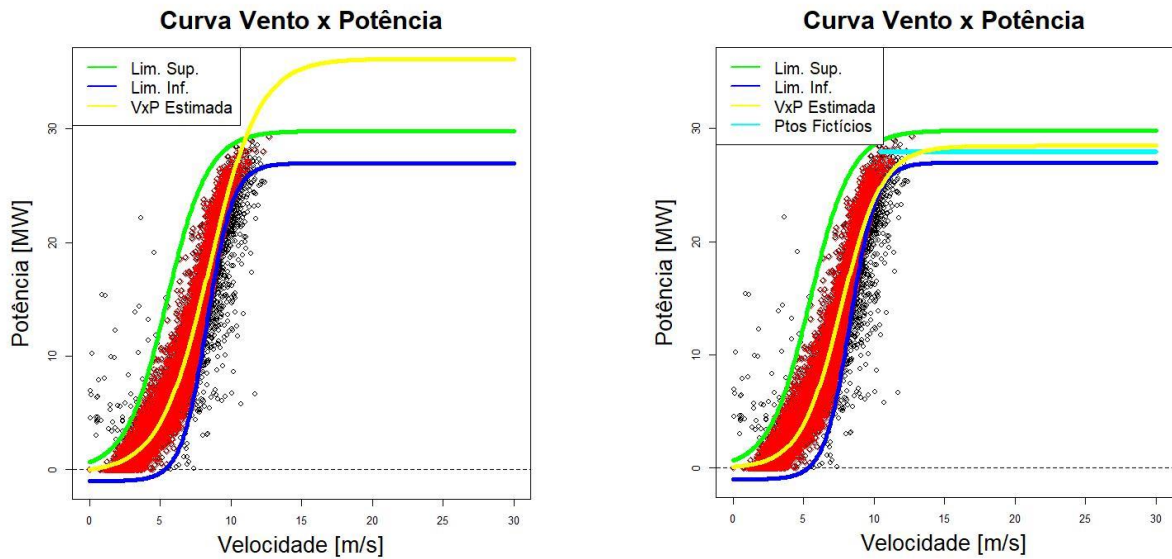 Curva Vento x Potência
Lim. Sup.
Lim. Inf.
VxP Estimada
Potência [MW]
30
20
10
0
0 5 10 15 20 25 30
Velocidade [m/s]
Curva Vento x Potência
Lim. Sup.
Lim. Inf.
VxP Estimada
Ptos Fictícios
Potência [MW]
30
20
10
0
0 5 10 15 20 25 30
Velocidade [m/s]